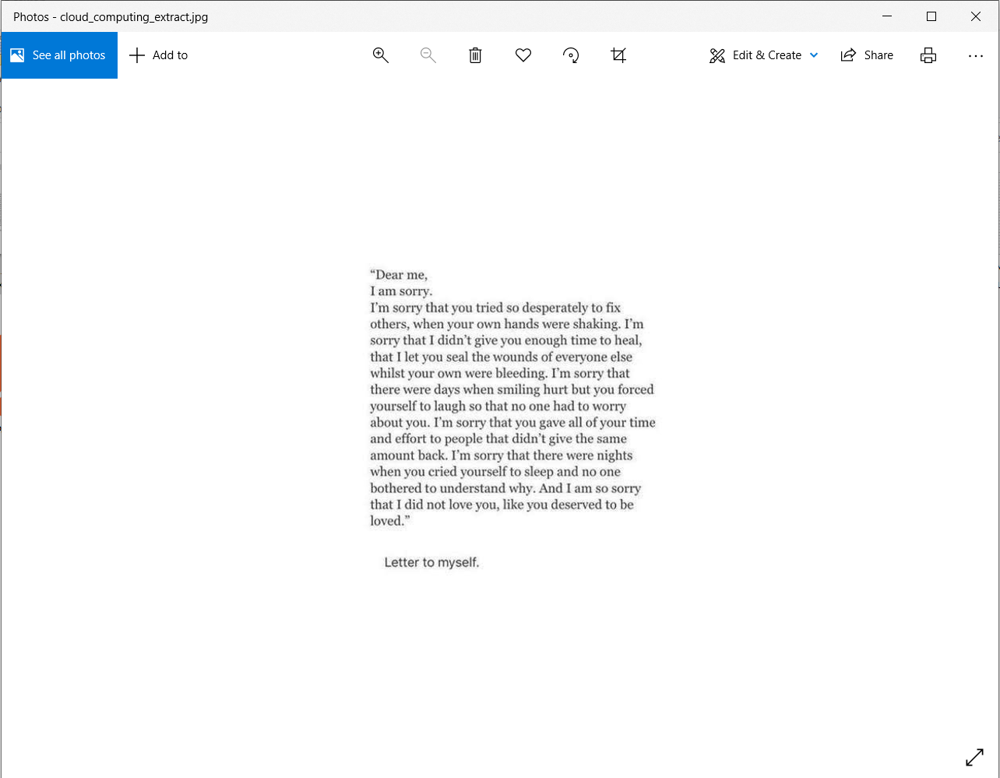 Photos - cloud_computing_extract.jpg
See all photos
Add to
Edit & Create
Share
“Dear me,
I am sorry.
I’m sorry that you tried so desperately to fix
others, when your own hands were shaking. I’m
sorry that I didn’t give you enough time to heal,
that I let you seal the wounds of everyone else
whilst your own were bleeding. I’m sorry that
there were days when smiling hurt but you forced
yourself to laugh so that no one had to worry
about you. I’m sorry that you gave all of your time
and effort to people that didn’t give the same
amount back. I’m sorry that there were nights
when you cried yourself to sleep and no one
bothered to understand why. And I am so sorry
that I did not love you, like you deserved to be
loved.”
Letter to myself.